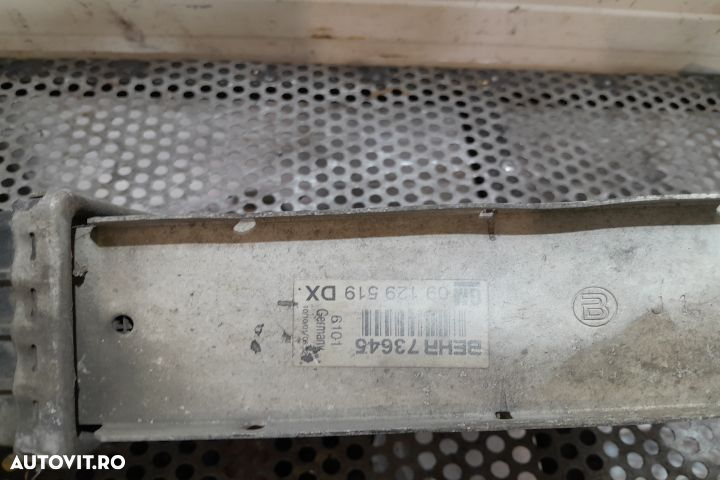 BEHR 73645
6101
Germany
GM 09 129 519 DX
B
AUTOVIT.RO